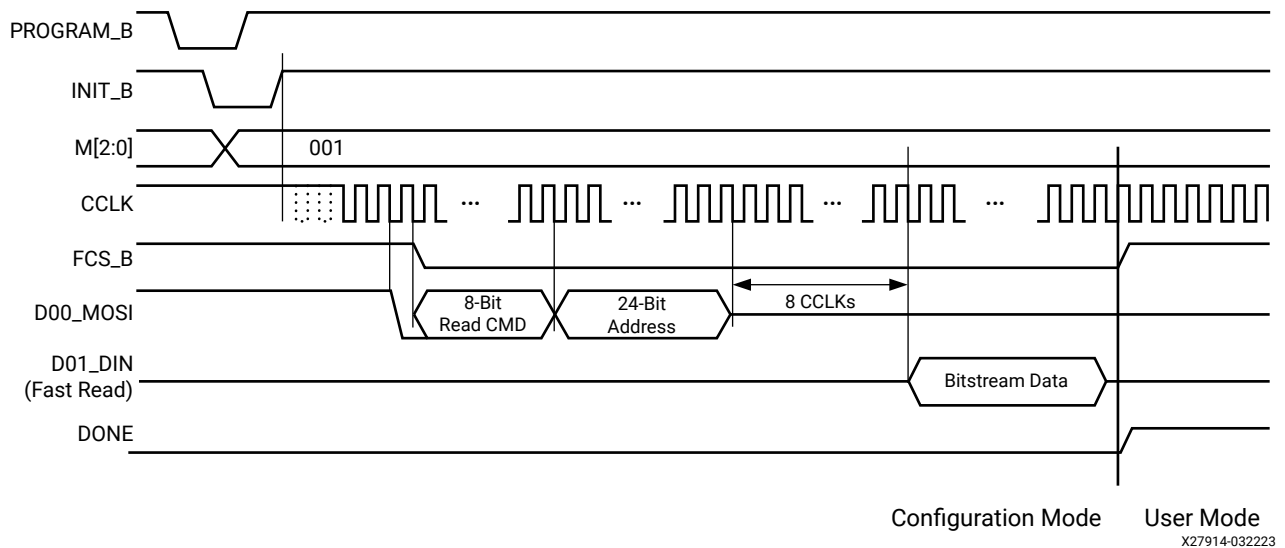 PROGRAM_B
INIT_B
M[2:0]
001
CCLK
...
...
...
...
FCS_B
D00_MOSI
8-Bit
Read CMD
24-Bit
Address
8 CCLKs
D01_DIN
(Fast Read)
Bitstream Data
DONE
Configuration Mode
User Mode
X27914-032223